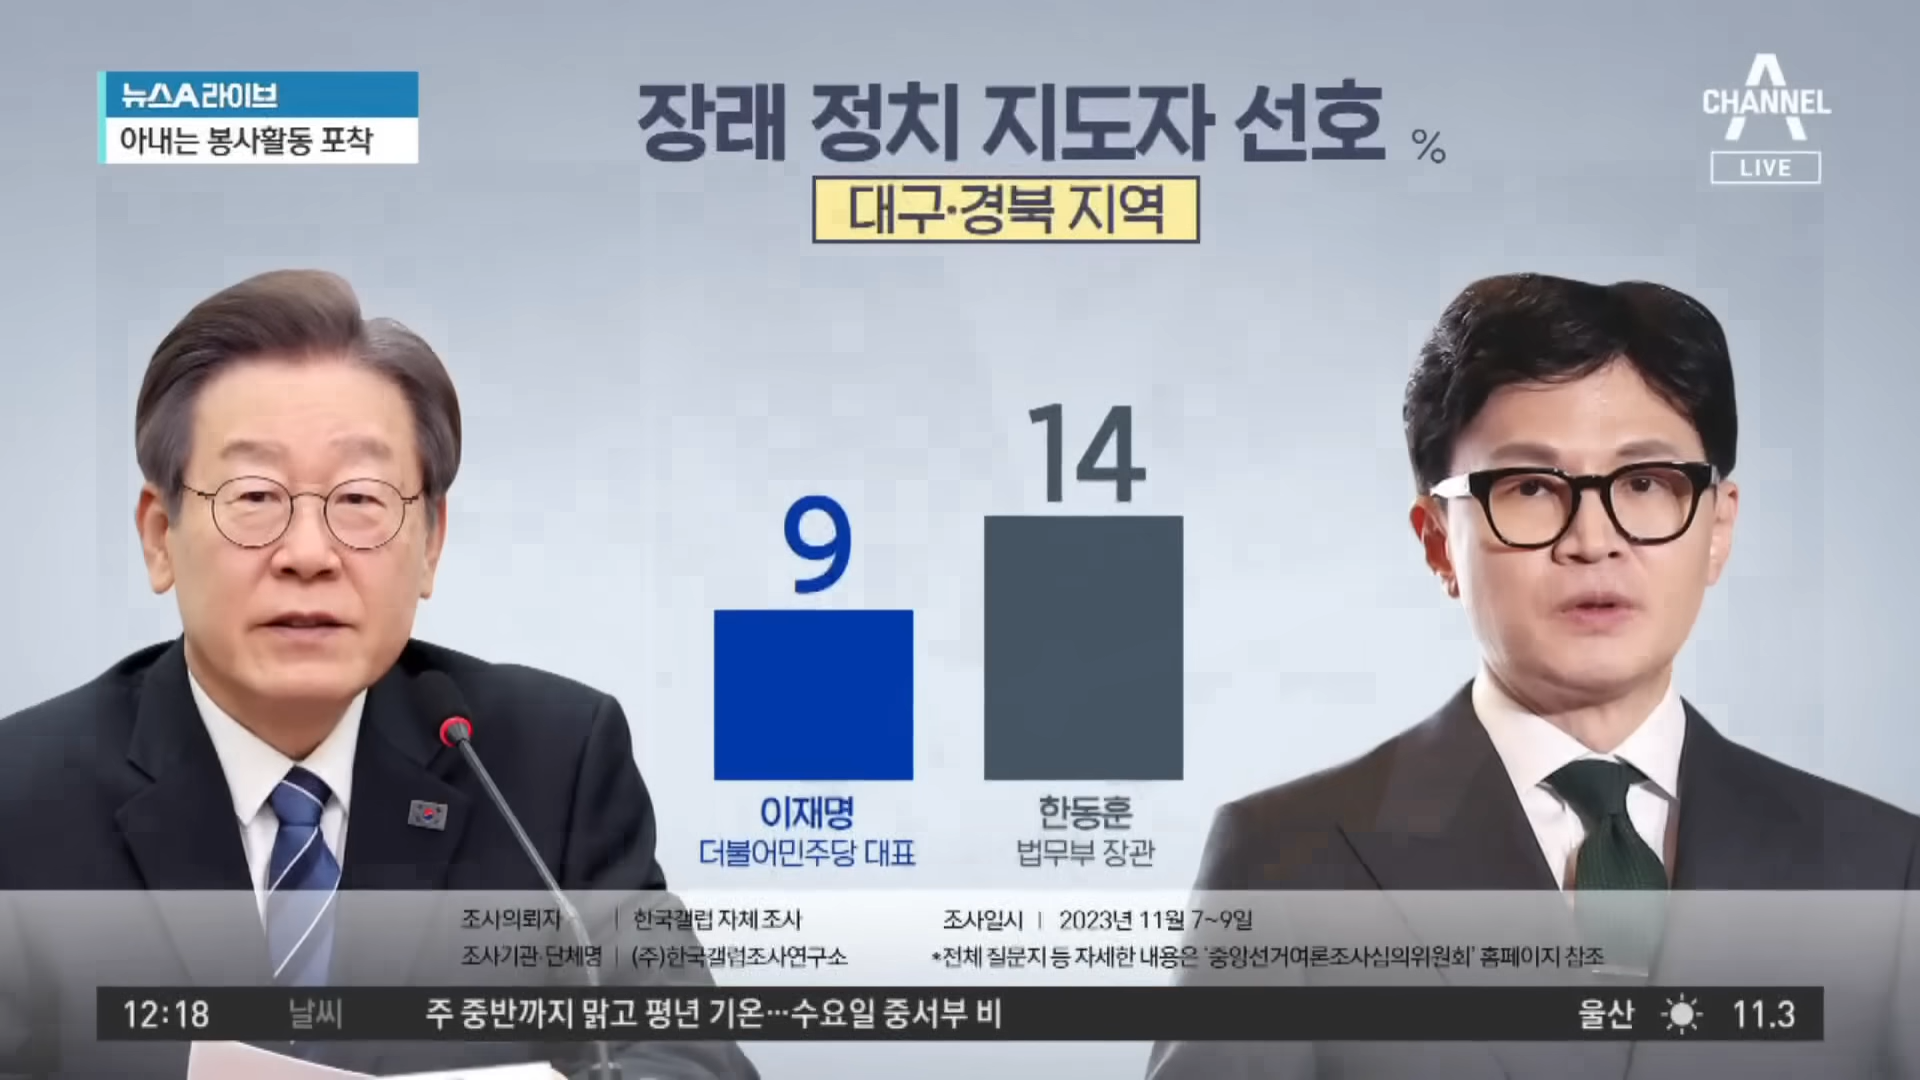 뉴스A 라이브
아내는 봉사활동 포착
장래 정치 지도자 선호 %
대구·경북 지역
CHANNEL A
LIVE
9
14
이재명
더불어민주당 대표
한동훈
법무부 장관
조사의뢰자 | 한국갤럽 자체 조사
조사일시 | 2023년 11월 7~9일
조사기관·단체명 | (주)한국갤럽조사연구소
*전체 질문지 등 자세한 내용은 '중앙선거여론조사심의위원회' 홈페이지 참조
12:18 날씨 주 중반까지 맑고 평년 기온…수요일 중서부 비 울산 11.3